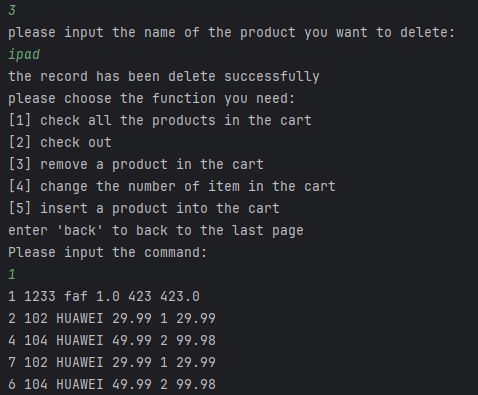 3
please input the name of the product you want to delete:
ipad
the record has been delete successfully
please choose the function you need:
[1] check all the products in the cart
[2] check out
[3] remove a product in the cart
[4] change the number of item in the cart
[5] insert a product into the cart
enter 'back' to back to the last page
Please input the command:
1
1 1233 faf 1.0 423 423.0
2 102 HUAWEI 29.99 1 29.99
4 104 HUAWEI 49.99 2 99.98
7 102 HUAWEI 29.99 1 29.99
6 104 HUAWEI 49.99 2 99.98